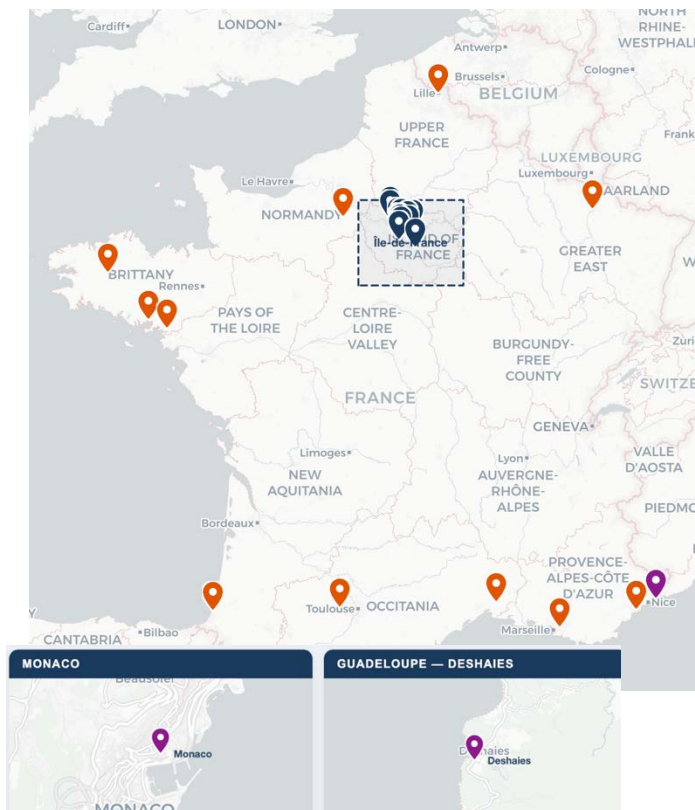 Cardiff
LONDON
NORTH
RHINE-
WESTPHAL
Antwerp
Cologne
Brussels
Lille
BELGIUM
UPPER
FRANCE
Frank
LUXEMBOURG
Luxembourg
AARLAND
Le Havre
NORMANDY
Île-de-France
FRANCE
GREATER
EAST
BRITTANY
Rennes
PAYS OF
THE LOIRE
CENTRE-
LOIRE
VALLEY
BURGUNDY-
FREE
COUNTY
Züri
SWITZE
FRANCE
GENEVA
Limoges
Lyon
VALLE
D'AOSTA
NEW
AQUITANIA
AUVERGNE-
RHÔNE-
ALPES
PIEDMO
Bordeaux
PROVENCE-
ALPES-CÔTE
D'AZUR
Nice
Toulouse
OCCITANIA
Marseille
Bilbao
CANTABRIA
MONACO
GUADELOUPE — DESHAIES
Beausoleil
Monaco
Deshaies
MONACO